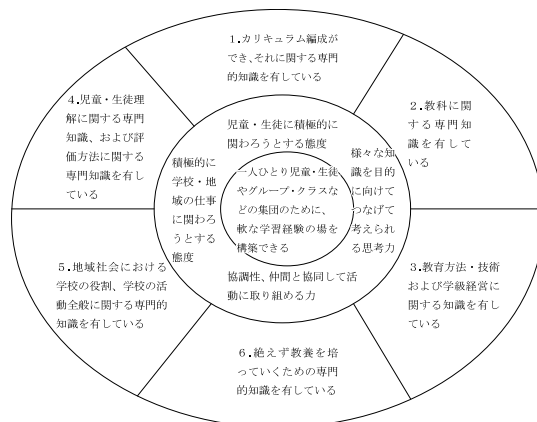 1.カリキュラム編成が
でき、それに関する専門
的知識を有している
2.教科に関
する専門知
識を有して
いる
3.教育方法・技術
および学級経営に
関する知識を有し
ている
4.児童・生徒理
解に関する専門
知識、および評
価方法に関する
専門知識を有し
ている
5.地域社会における
学校の役割、学校の活
動全般に関する専門的
知識を有している
6.絶えず教養を培
っていくための専門
的知識を有している
児童・生徒に積極的に
関わろうとする態度
様々な知
識を目的
に向けて
つなげて
考えられ
る思考力
積極的に
学校・地
域の仕事
に関わろ
うとする
態度
協調性、仲間と協同して活
動に取り組める力
一人ひとり児童・生徒
やグループ・クラスな
どの集団のために、
軟な学習経験の場を
構築できる